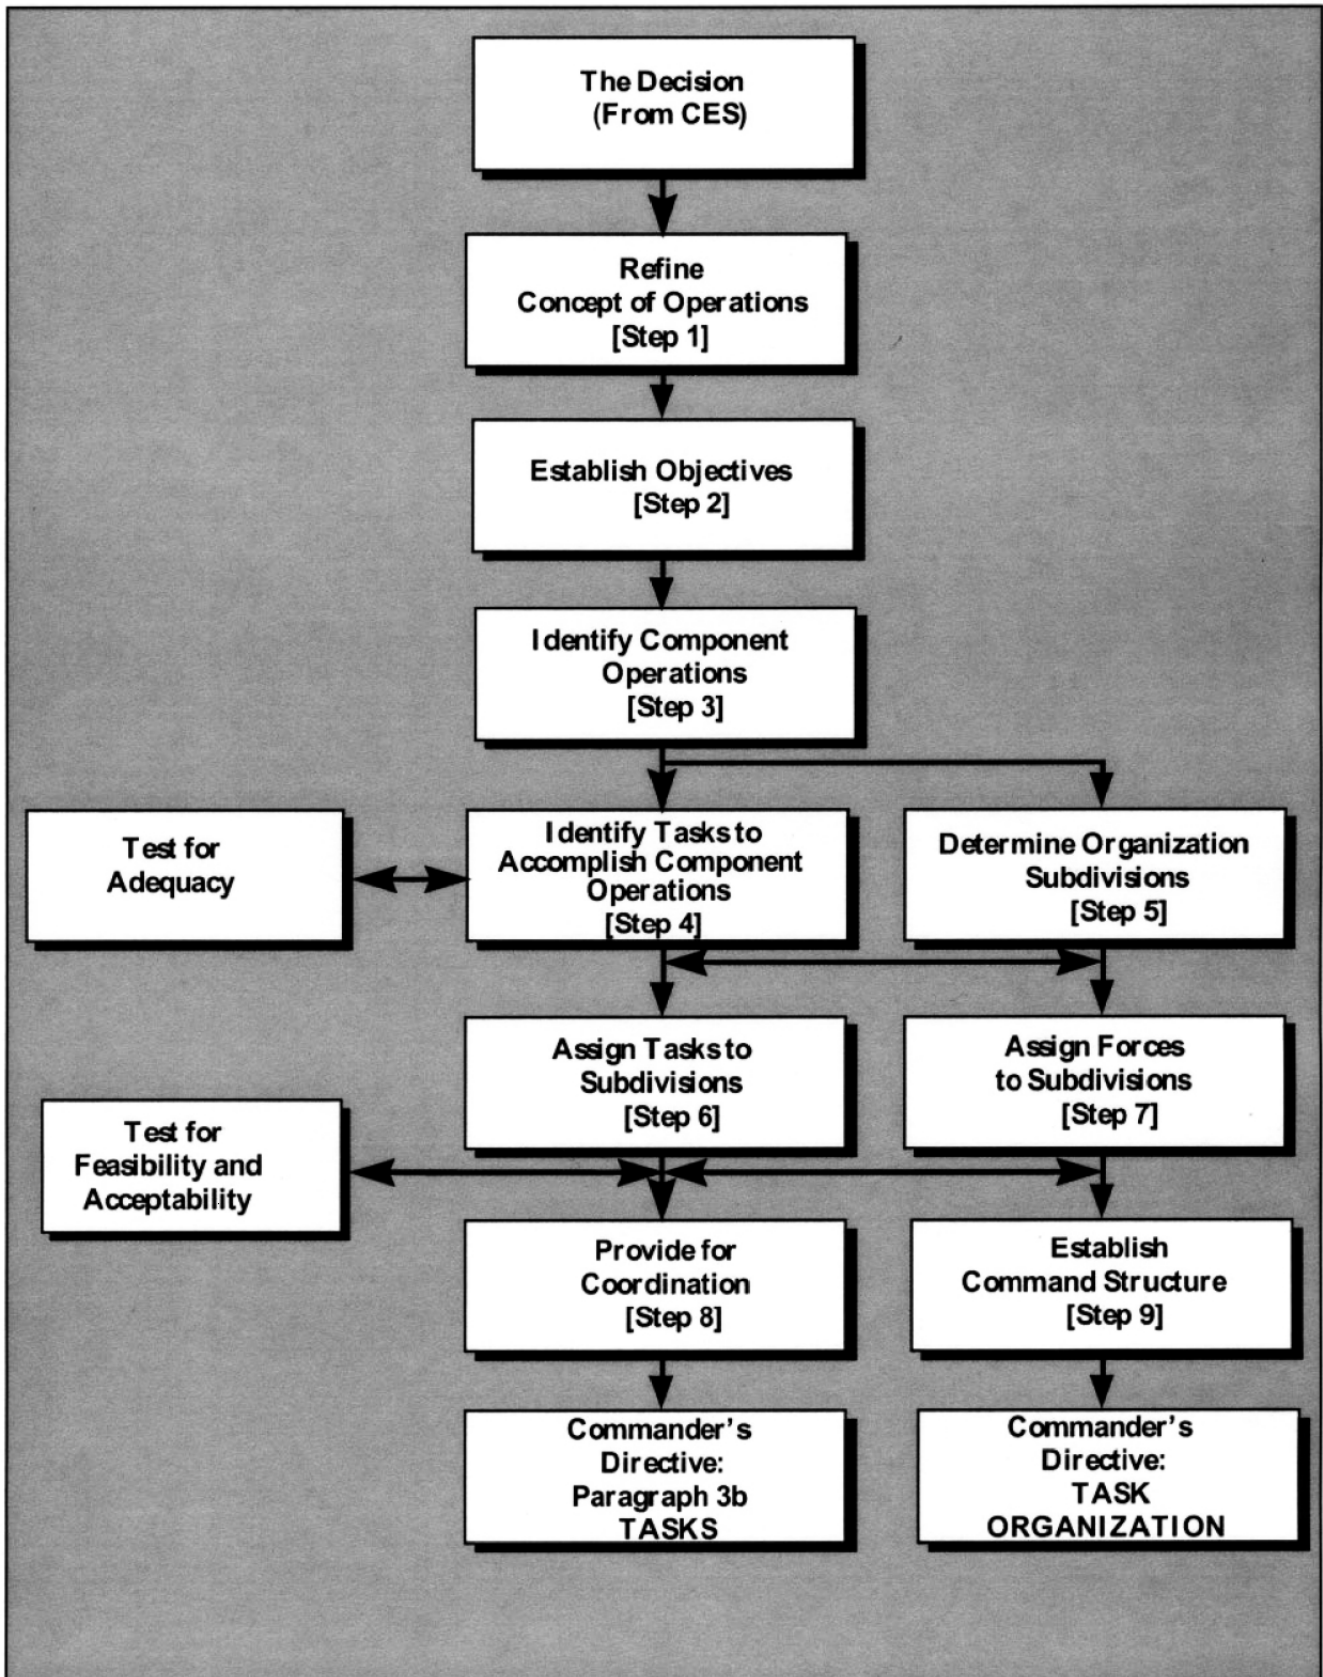 The Decision
(From CES)
Refine
Concept of Operations
[Step 1]
Establish Objectives
[Step 2]
Identify Component
Operations
[Step 3]
Test for
Adequacy
Identify Tasks to
Accomplish Component
Operations
[Step 4]
Determine Organization
Subdivisions
[Step 5]
Assign Tasks to
Subdivisions
[Step 6]
Assign Forces
to Subdivisions
[Step 7]
Test for
Feasibility and
Acceptability
Provide for
Coordination
[Step 8]
Establish
Command Structure
[Step 9]
Commander's
Directive:
Paragraph 3b
TASKS
Commander's
Directive:
TASK
ORGANIZATION